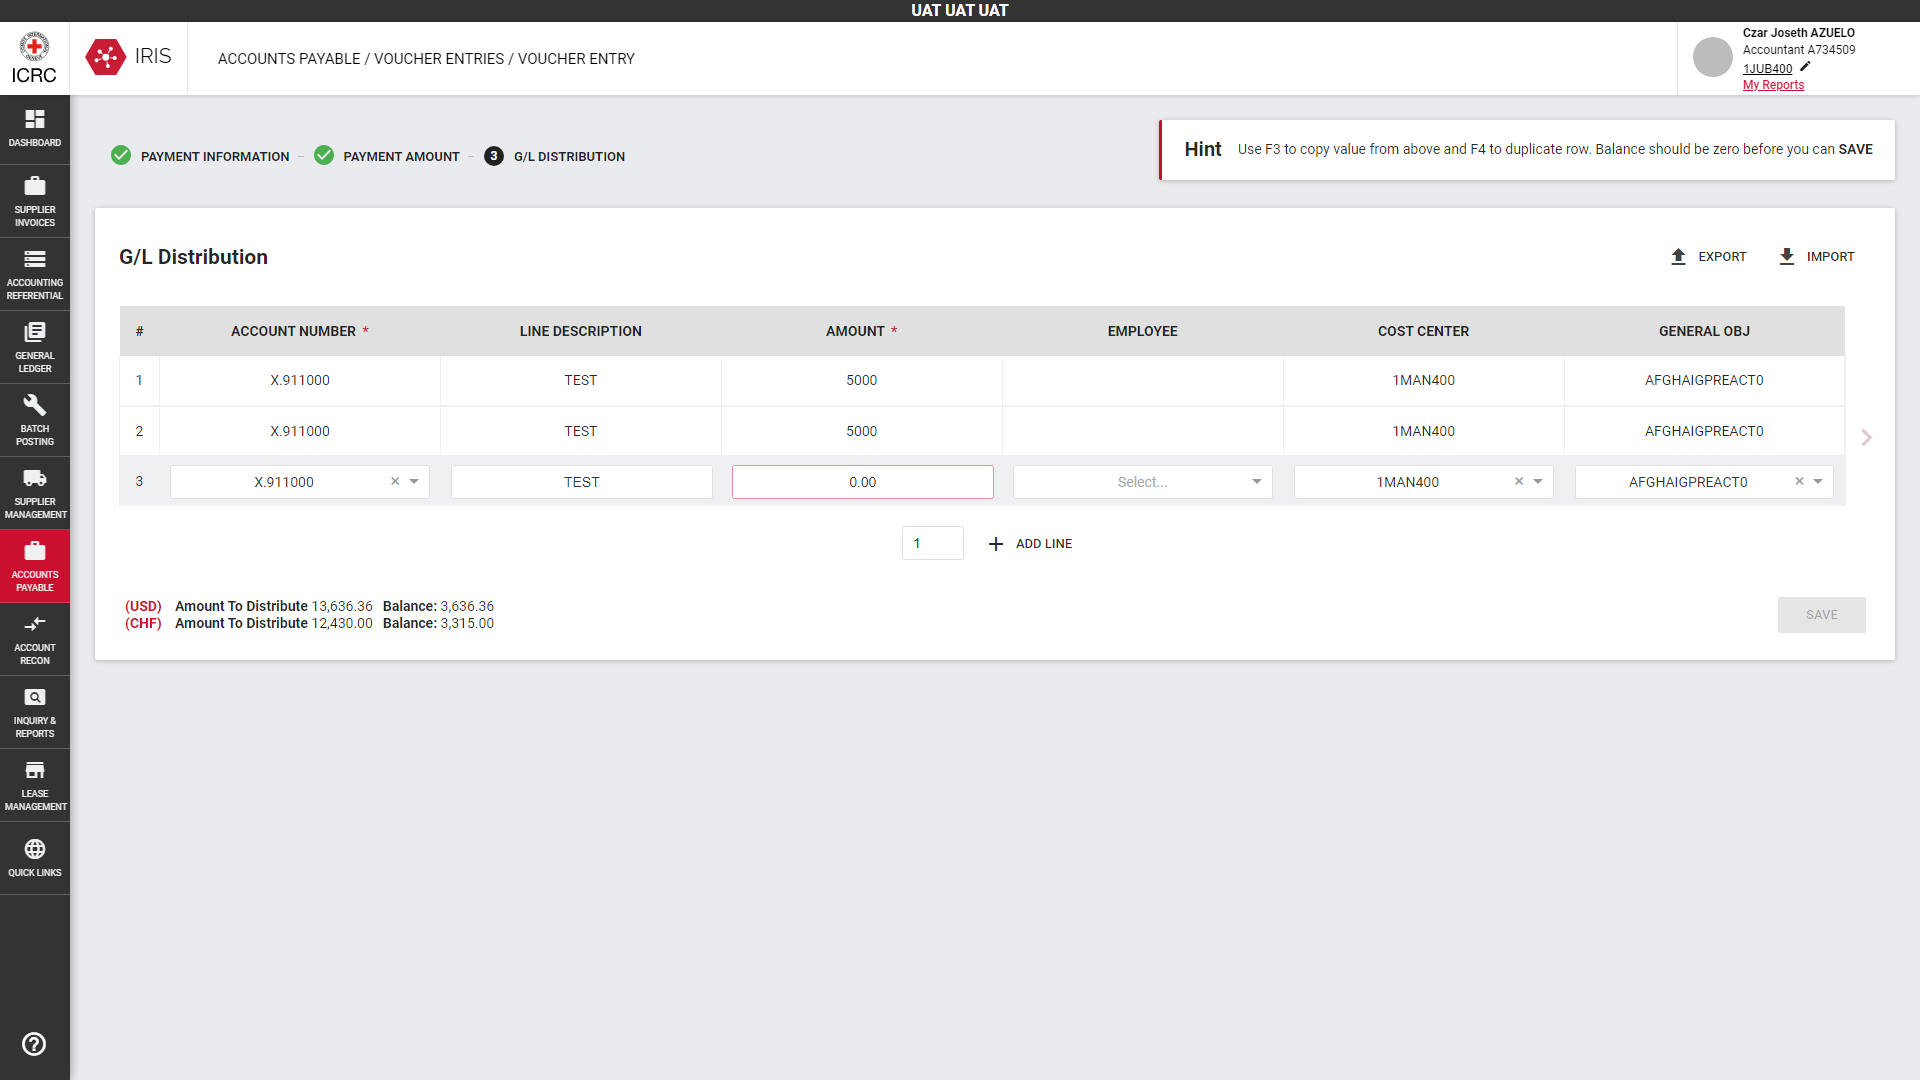 UAT UAT UAT
ICRC
IRIS
ACCOUNTS PAYABLE / VOUCHER ENTRIES / VOUCHER ENTRY
Czar Joseth AZUELO
Accountant A734509
1JUB400
My Reports
DASHBOARD
SUPPLIER
INVOICES
ACCOUNTING
REFERENTIAL
GENERAL
LEDGER
BATCH
POSTING
SUPPLIER
MANAGEMENT
ACCOUNTS
PAYABLE
ACCOUNT
RECON
INQUIRY &
REPORTS
LEASE
MANAGEMENT
QUICK LINKS
PAYMENT INFORMATION – PAYMENT AMOUNT – 3 G/L DISTRIBUTION
Hint Use F3 to copy value from above and F4 to duplicate row. Balance should be zero before you can SAVE
G/L Distribution
EXPORT IMPORT
# ACCOUNT NUMBER * LINE DESCRIPTION AMOUNT * EMPLOYEE COST CENTER GENERAL OBJ
1 X.911000 TEST 5000 1MAN400 AFGHAIGPREACT0
2 X.911000 TEST 5000 1MAN400 AFGHAIGPREACT0
3 X.911000 × TEST 0.00 Select... 1MAN400 × AFGHAIGPREACT0 ×
1 + ADD LINE
(USD) Amount To Distribute 13,636.36 Balance: 3,636.36
(CHF) Amount To Distribute 12,430.00 Balance: 3,315.00
SAVE